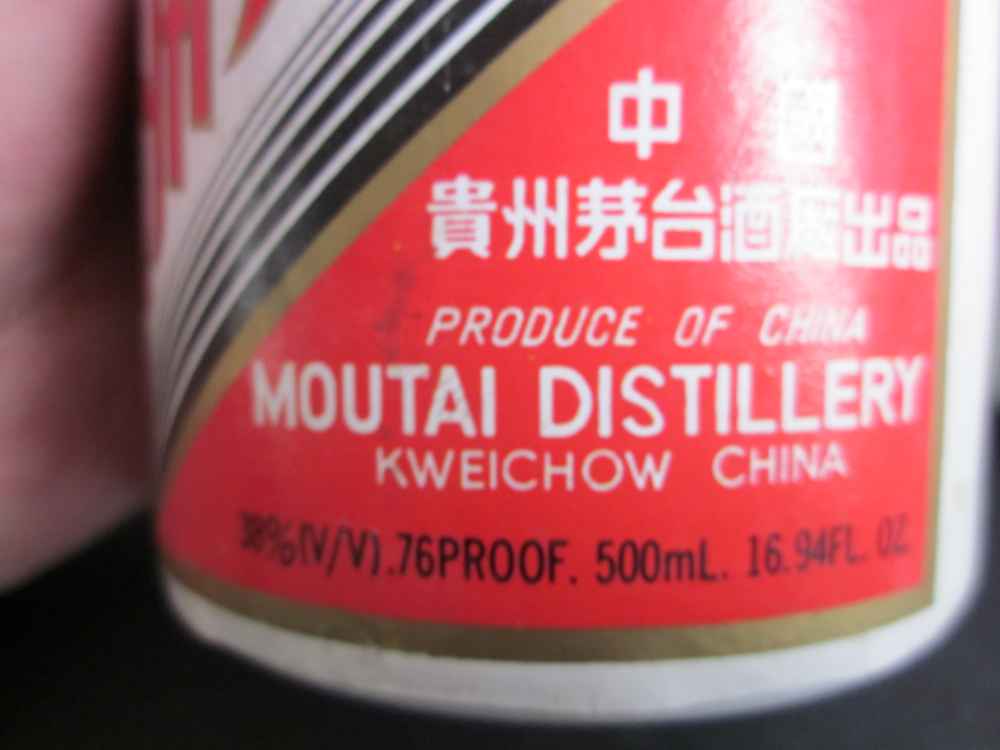 中國
貴州茅台酒廠出品
PRODUCE OF CHINA
MOUTAI DISTILLERY
KWEICHOW CHINA
38%(V/V).76PROOF. 500mL. 16.94FL. OZ.